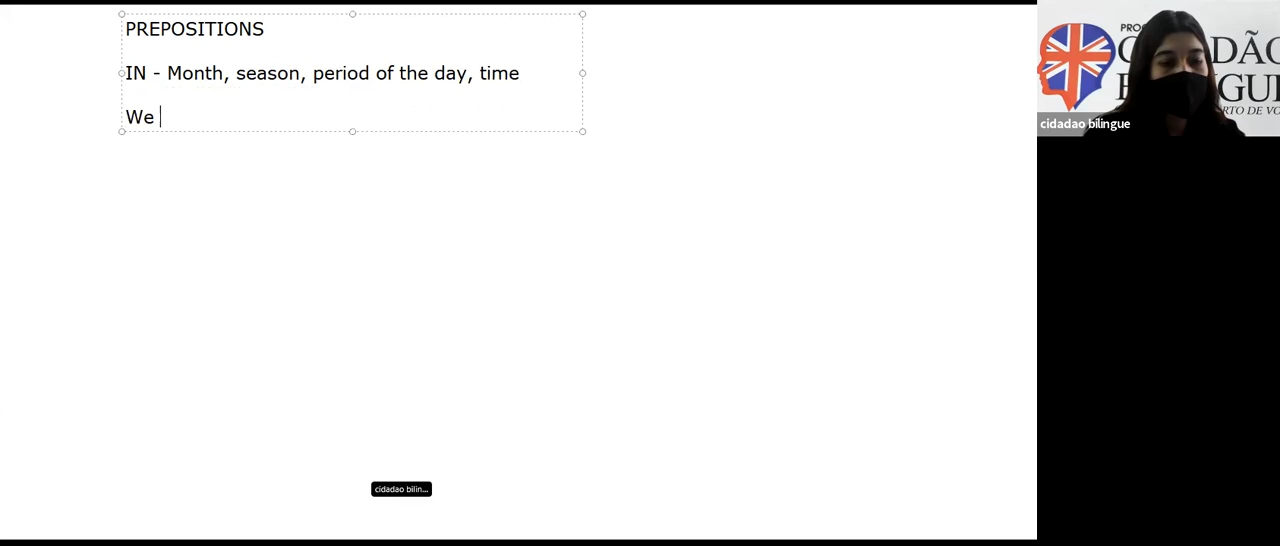 PREPOSITIONS
IN - Month, season, period of the day, time
We
cidadao bilingue
cidadao bilin...